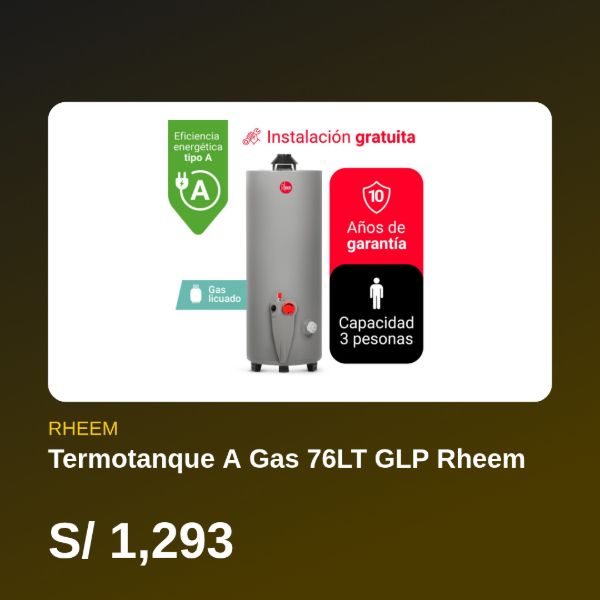 Eficiencia
energética
tipo A
A
Instalación gratuita
10
Años de
garantía
Gas
licuado
Capacidad
3 pesonas
RHEEM
Termotanque A Gas 76LT GLP Rheem
S/ 1,293